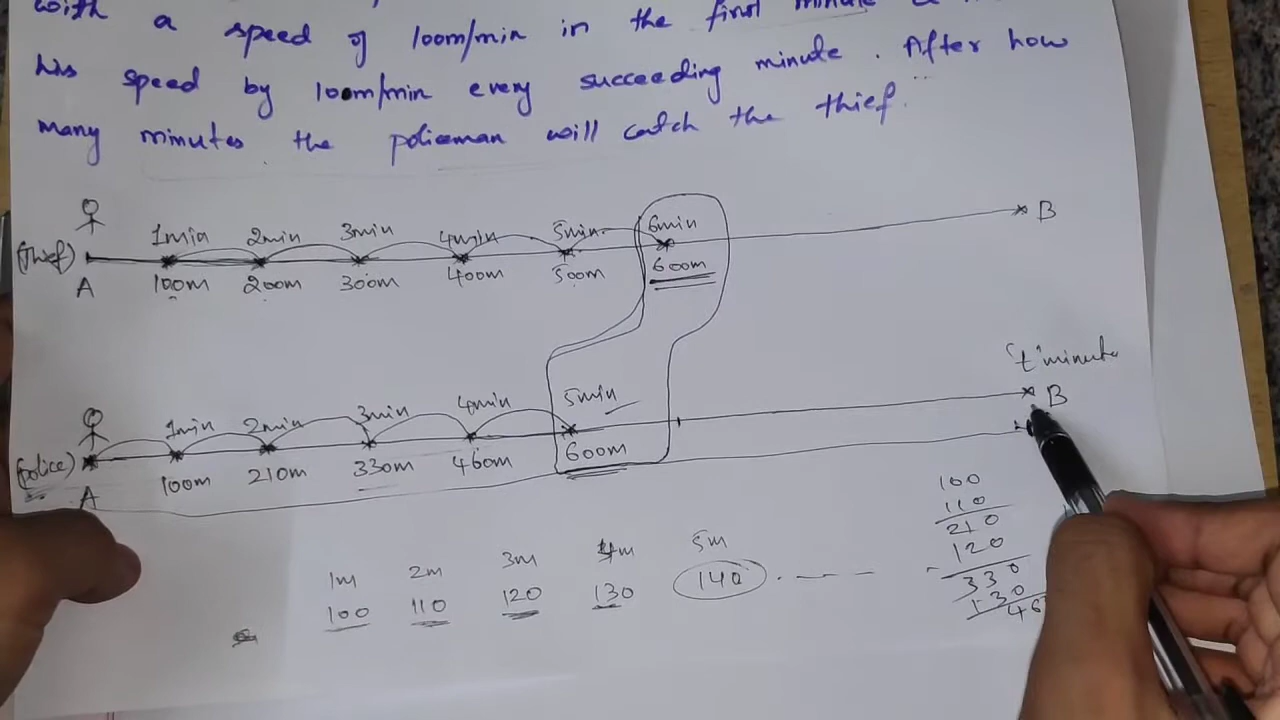 with a speed of 100m/min in the first minute
his speed by 100m/min every succeeding minute. After how
many minutes the policeman will catch the thief.
1min 2min 3min 4min 5min 6min
(Thief) B
A 100m 200m 300m 400m 500m 600m
't' minute
1min 2min 3min 4min 5min B
(police) 100m 210m 330m 460m 600m
A
1m 2m 3m 4m 5m
100 110 120 130 140 . - - -
100
110
210
120
330
130
46